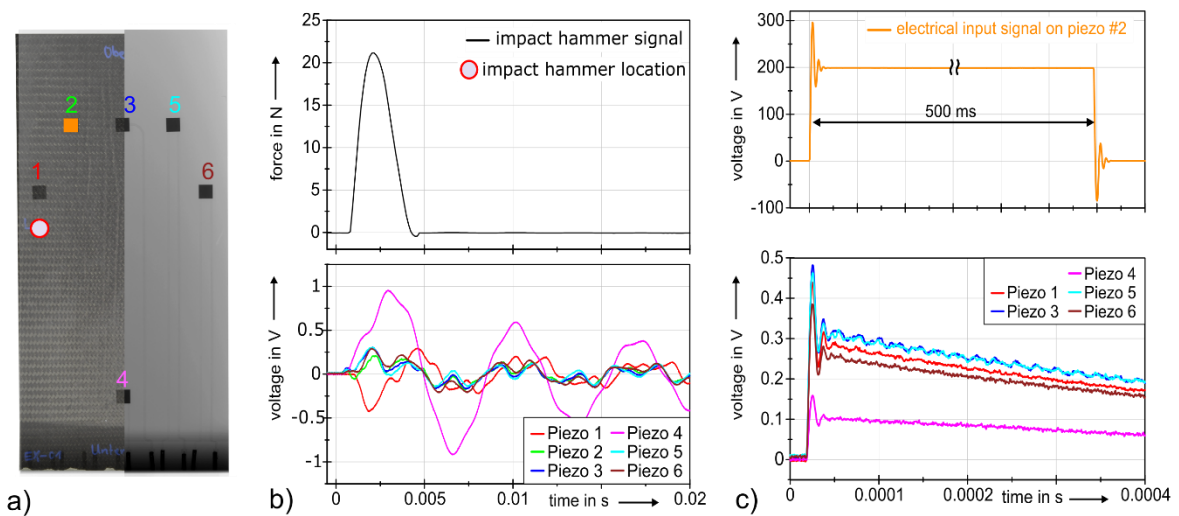 2
3
5
1
6
4
EX-F1
a)
impact hammer signal
impact hammer location
force in N
25
20
15
10
5
0
voltage in V
1
0.5
0
-0.5
-1
Piezo 1
Piezo 4
Piezo 2
Piezo 5
Piezo 3
Piezo 6
0
0.005
0.01
time in s
0.02
b)
electrical input signal on piezo #2
voltage in V
300
200
100
0
-100
500 ms
voltage in V
0.5
0.4
0.3
0.2
0.1
0
Piezo 4
Piezo 1
Piezo 5
Piezo 3
Piezo 6
0
0.0001
0.0002
time in s
0.0004
c)